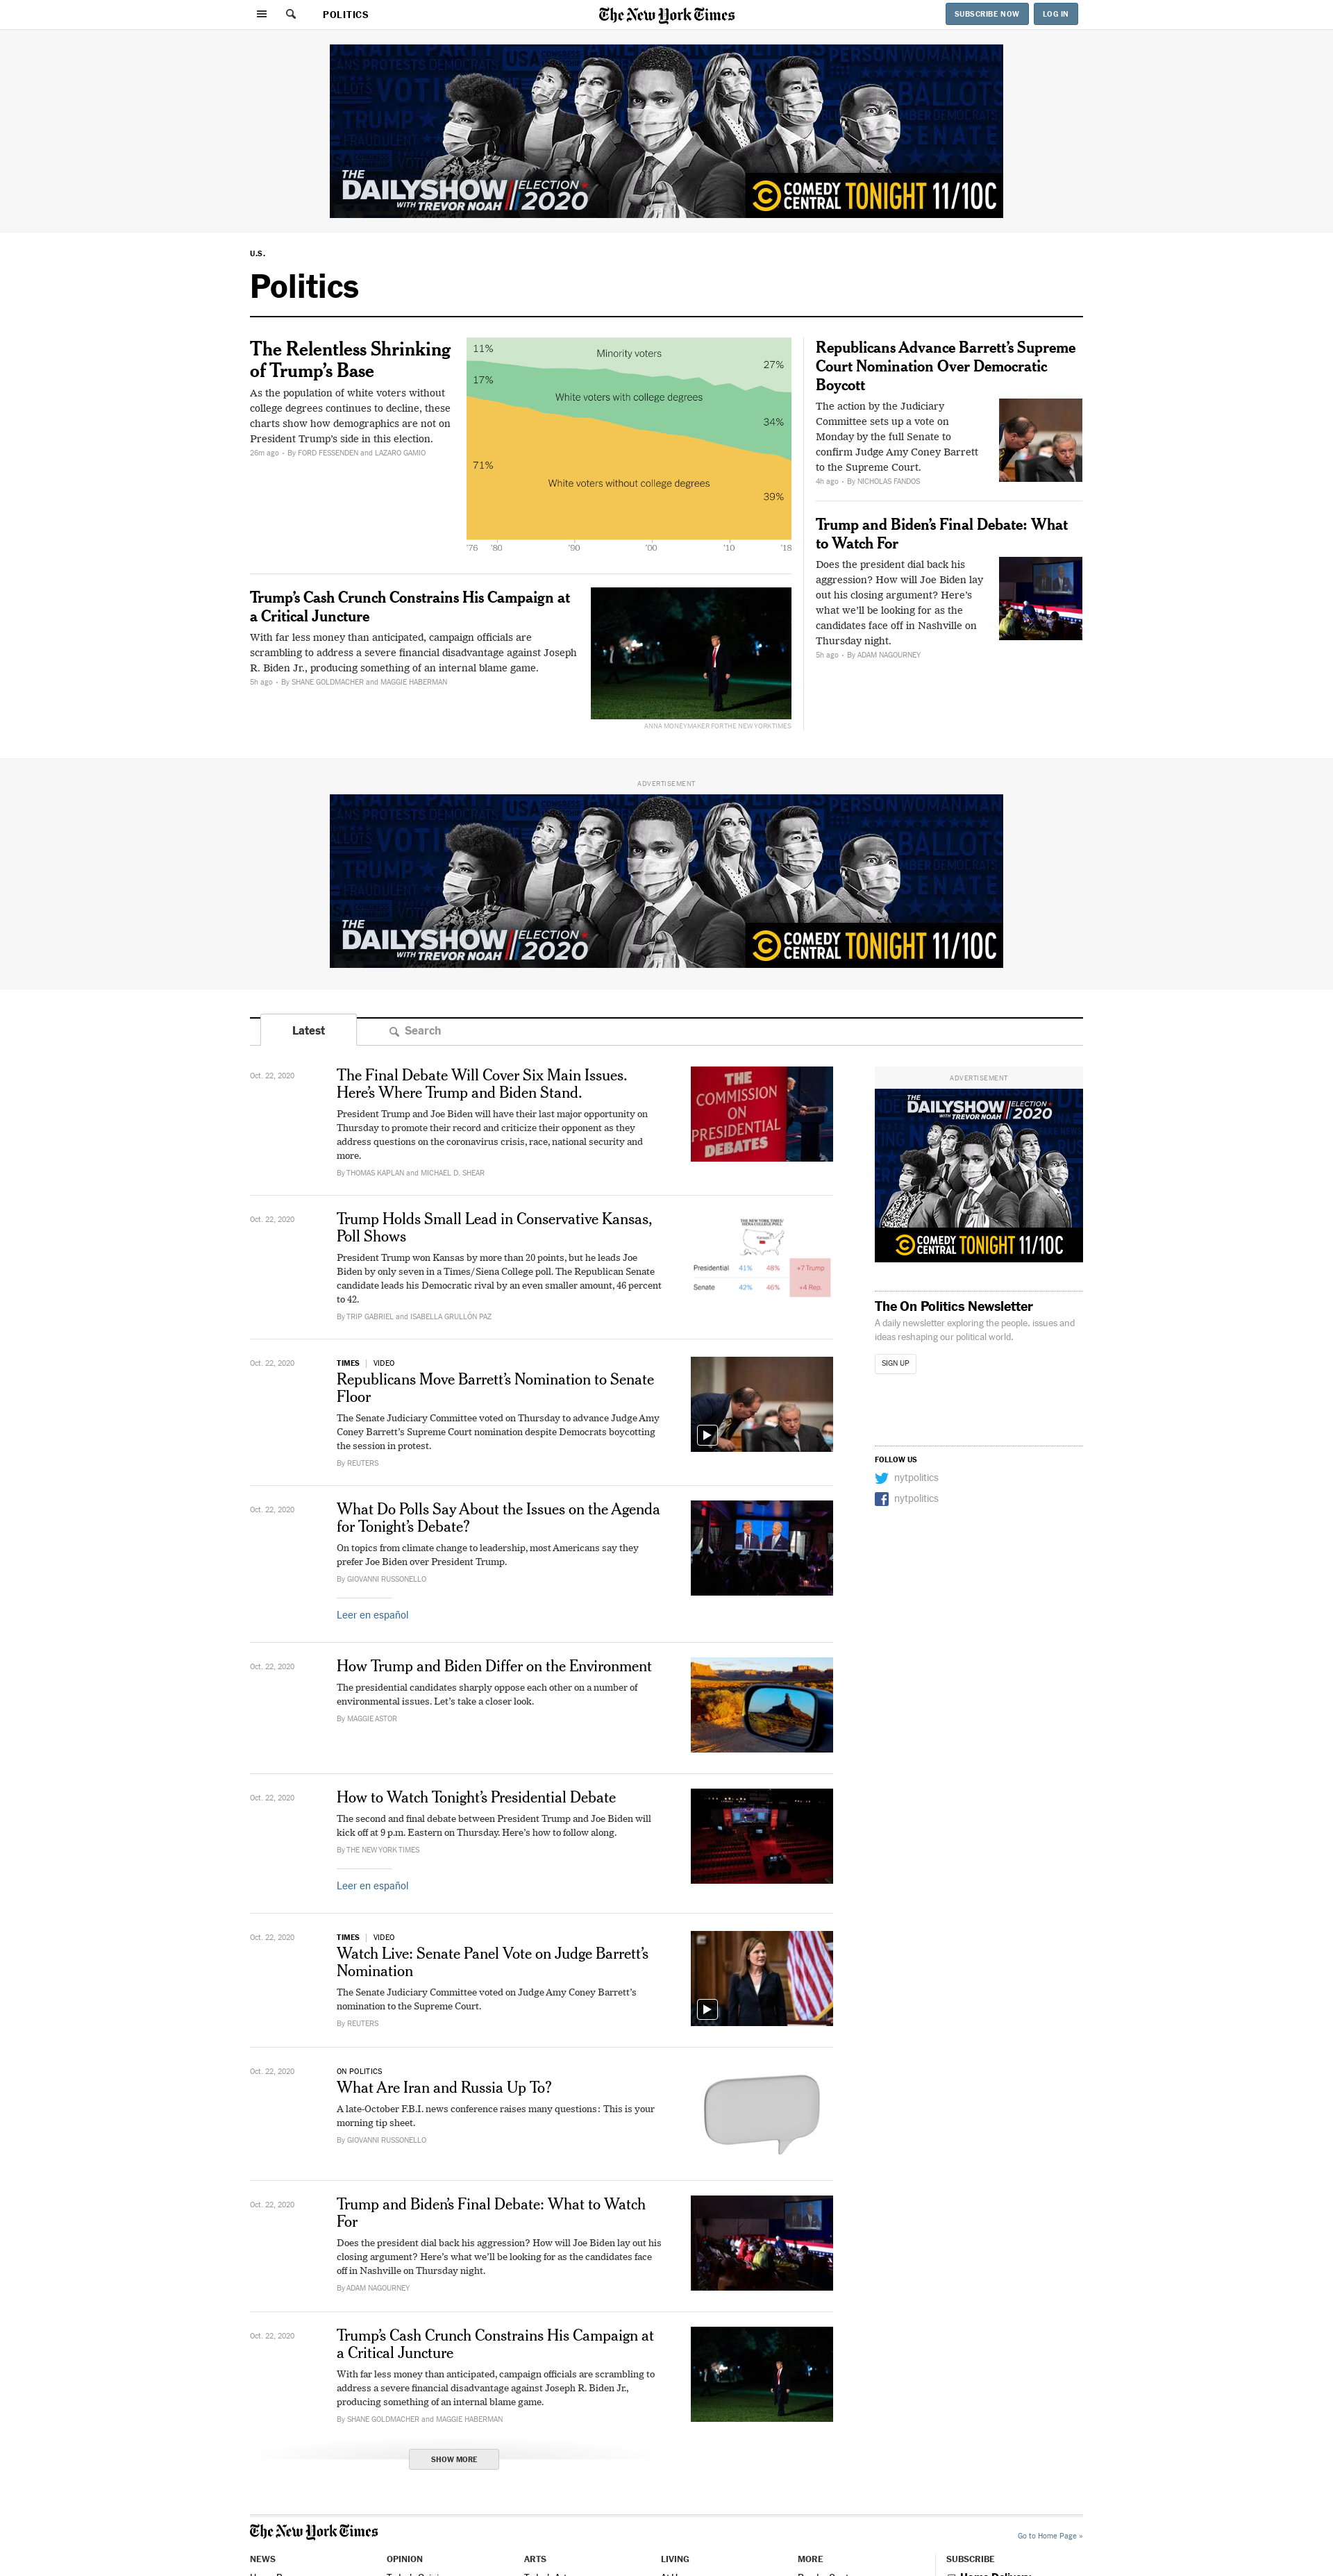 POLITICS
The New York Times
SUBSCRIBE NOW
LOG IN
THE
DAILYSHOW
WITH TREVOR NOAH
ELECTION
2020
COMEDY
CENTRAL
TONIGHT 11/10C
U.S.
Politics
The Relentless Shrinking
of Trump's Base
As the population of white voters without
college degrees continues to decline, these
charts show how demographics are not on
President Trump's side in this election.
26m ago • By FORD FESSENDEN and LAZARO GAMIO
11%
Minority voters
27%
17%
White voters with college degrees
34%
71%
White voters without college degrees
39%
'76 '80 '90 '00 '10 '18
Trump's Cash Crunch Constrains His Campaign at
a Critical Juncture
With far less money than anticipated, campaign officials are
scrambling to address a severe financial disadvantage against Joseph
R. Biden Jr., producing something of an internal blame game.
5h ago • By SHANE GOLDMACHER and MAGGIE HABERMAN
ANNA MONEYMAKER FOR THE NEW YORK TIMES
Republicans Advance Barrett's Supreme
Court Nomination Over Democratic
Boycott
The action by the Judiciary
Committee sets up a vote on
Monday by the full Senate to
confirm Judge Amy Coney Barrett
to the Supreme Court.
4h ago • By NICHOLAS FANDOS
Trump and Biden's Final Debate: What
to Watch For
Does the president dial back his
aggression? How will Joe Biden lay
out his closing argument? Here's
what we'll be looking for as the
candidates face off in Nashville on
Thursday night.
5h ago • By ADAM NAGOURNEY
ADVERTISEMENT
THE
DAILYSHOW
WITH TREVOR NOAH
ELECTION
2020
COMEDY
CENTRAL
TONIGHT 11/10C
Latest
Search
Oct. 22, 2020
The Final Debate Will Cover Six Main Issues.
Here's Where Trump and Biden Stand.
President Trump and Joe Biden will have their last major opportunity on
Thursday to promote their record and criticize their opponent as they
address questions on the coronavirus crisis, race, national security and
more.
By THOMAS KAPLAN and MICHAEL D. SHEAR
THE
COMMISSION
ON
PRESIDENTIAL
DEBATES
Oct. 22, 2020
Trump Holds Small Lead in Conservative Kansas,
Poll Shows
President Trump won Kansas by more than 20 points, but he leads Joe
Biden by only seven in a Times/Siena College poll. The Republican Senate
candidate leads his Democratic rival by an even smaller amount, 46 percent
to 42.
By TRIP GABRIEL and ISABELLA GRULLÓN PAZ
THE NEW YORK TIMES/
SIENA COLLEGE POLL
Presidential 41% 48% +7 Trump
Senate 42% 46% +4 Rep.
Oct. 22, 2020
TIMES | VIDEO
Republicans Move Barrett's Nomination to Senate
Floor
The Senate Judiciary Committee voted on Thursday to advance Judge Amy
Coney Barrett's Supreme Court nomination despite Democrats boycotting
the session in protest.
By REUTERS
Oct. 22, 2020
What Do Polls Say About the Issues on the Agenda
for Tonight's Debate?
On topics from climate change to leadership, most Americans say they
prefer Joe Biden over President Trump.
By GIOVANNI RUSSONELLO
Leer en español
Oct. 22, 2020
How Trump and Biden Differ on the Environment
The presidential candidates sharply oppose each other on a number of
environmental issues. Let's take a closer look.
By MAGGIE ASTOR
Oct. 22, 2020
How to Watch Tonight's Presidential Debate
The second and final debate between President Trump and Joe Biden will
kick off at 9 p.m. Eastern on Thursday. Here's how to follow along.
By THE NEW YORK TIMES
Leer en español
Oct. 22, 2020
TIMES | VIDEO
Watch Live: Senate Panel Vote on Judge Barrett's
Nomination
The Senate Judiciary Committee voted on Judge Amy Coney Barrett's
nomination to the Supreme Court.
By REUTERS
Oct. 22, 2020
ON POLITICS
What Are Iran and Russia Up To?
A late-October F.B.I. news conference raises many questions: This is your
morning tip sheet.
By GIOVANNI RUSSONELLO
Oct. 22, 2020
Trump and Biden's Final Debate: What to Watch
For
Does the president dial back his aggression? How will Joe Biden lay out his
closing argument? Here's what we'll be looking for as the candidates face
off in Nashville on Thursday night.
By ADAM NAGOURNEY
Oct. 22, 2020
Trump's Cash Crunch Constrains His Campaign at
a Critical Juncture
With far less money than anticipated, campaign officials are scrambling to
address a severe financial disadvantage against Joseph R. Biden Jr.,
producing something of an internal blame game.
By SHANE GOLDMACHER and MAGGIE HABERMAN
SHOW MORE
ADVERTISEMENT
THE
DAILYSHOW
WITH TREVOR NOAH
ELECTION
2020
COMEDY
CENTRAL
TONIGHT 11/10C
The On Politics Newsletter
A daily newsletter exploring the people, issues and
ideas reshaping our political world.
SIGN UP
FOLLOW US
nytpolitics
nytpolitics
The New York Times
Go to Home Page »
NEWS
OPINION
ARTS
LIVING
MORE
SUBSCRIBE